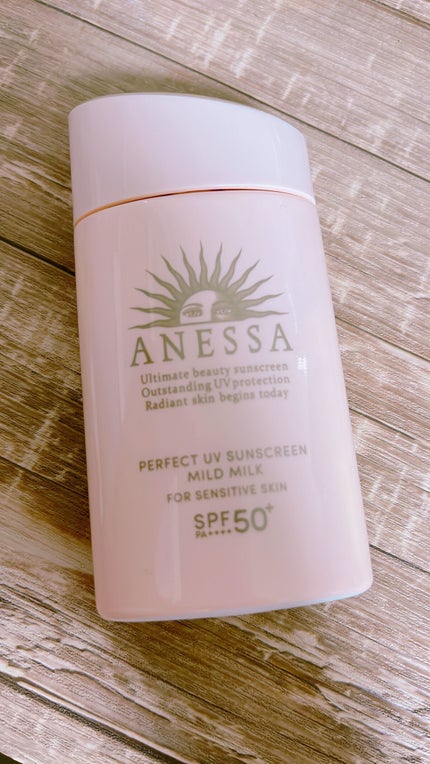 ANESSA
Ultimate beauty sunscreen
Outstanding UV protection
Radiant skin begins today
PERFECT UV SUNSCREEN
MILD MILK
FOR SENSITIVE SKIN
SPF50+
PA++++